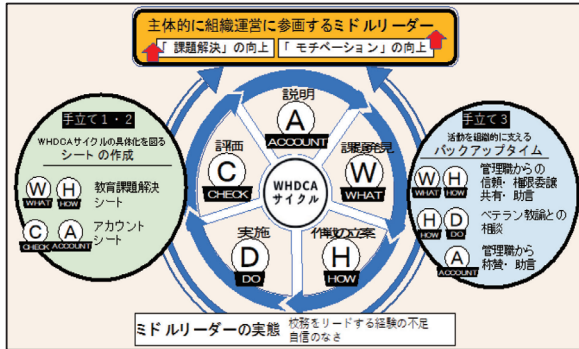 主体的に組織運営に参画するミドルリーダー
「課題解決」の向上 「モチベーション」の向上
手立て1・2
WHDCAサイクルの具体化を図る
シートの作成
W H 教育課題解決
WHAT HOW シート
C A アカウント
CHECK ACCOUNT シート
説明
A
ACCOUNT
課題発見
W
WHAT
H
HOW
実施
D
DO
評価
C
CHECK
WHDCA
サイクル
手立て3
活動を組織的に支える
バックアップタイム
W H 管理職からの
WHAT HOW 信頼・権限委譲
共有・助言
H D ベテラン教諭との
HOW DO 相談
A 管理職から
ACCOUNT 称賛・助言
ミドルリーダーの実態 校務をリードする経験の不足
自信のなさ